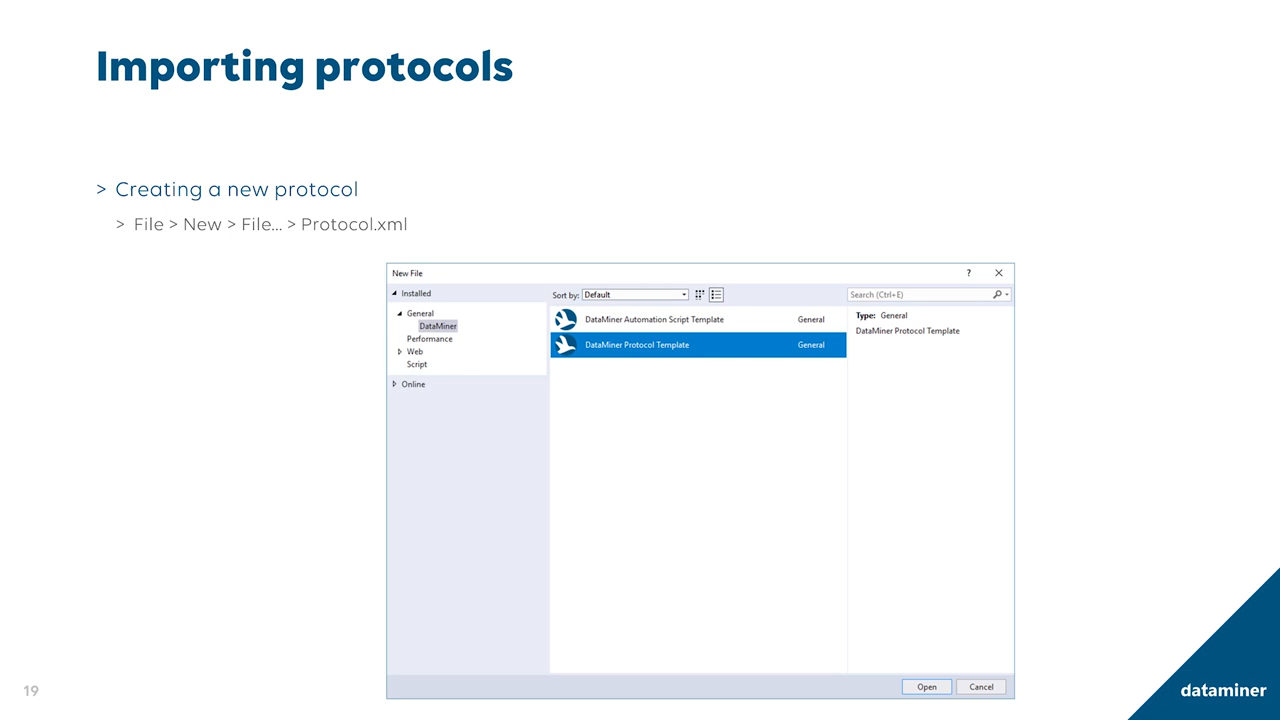 Importing protocols
> Creating a new protocol
> File > New > File... > Protocol.xml
New File
?
Installed
General
DataMiner
Performance
Web
Script
Online
Sort by: Default
DataMiner Automation Script Template General
DataMiner Protocol Template General
Search (Ctrl+E)
Type: General
DataMiner Protocol Template
Open Cancel
19
dataminer